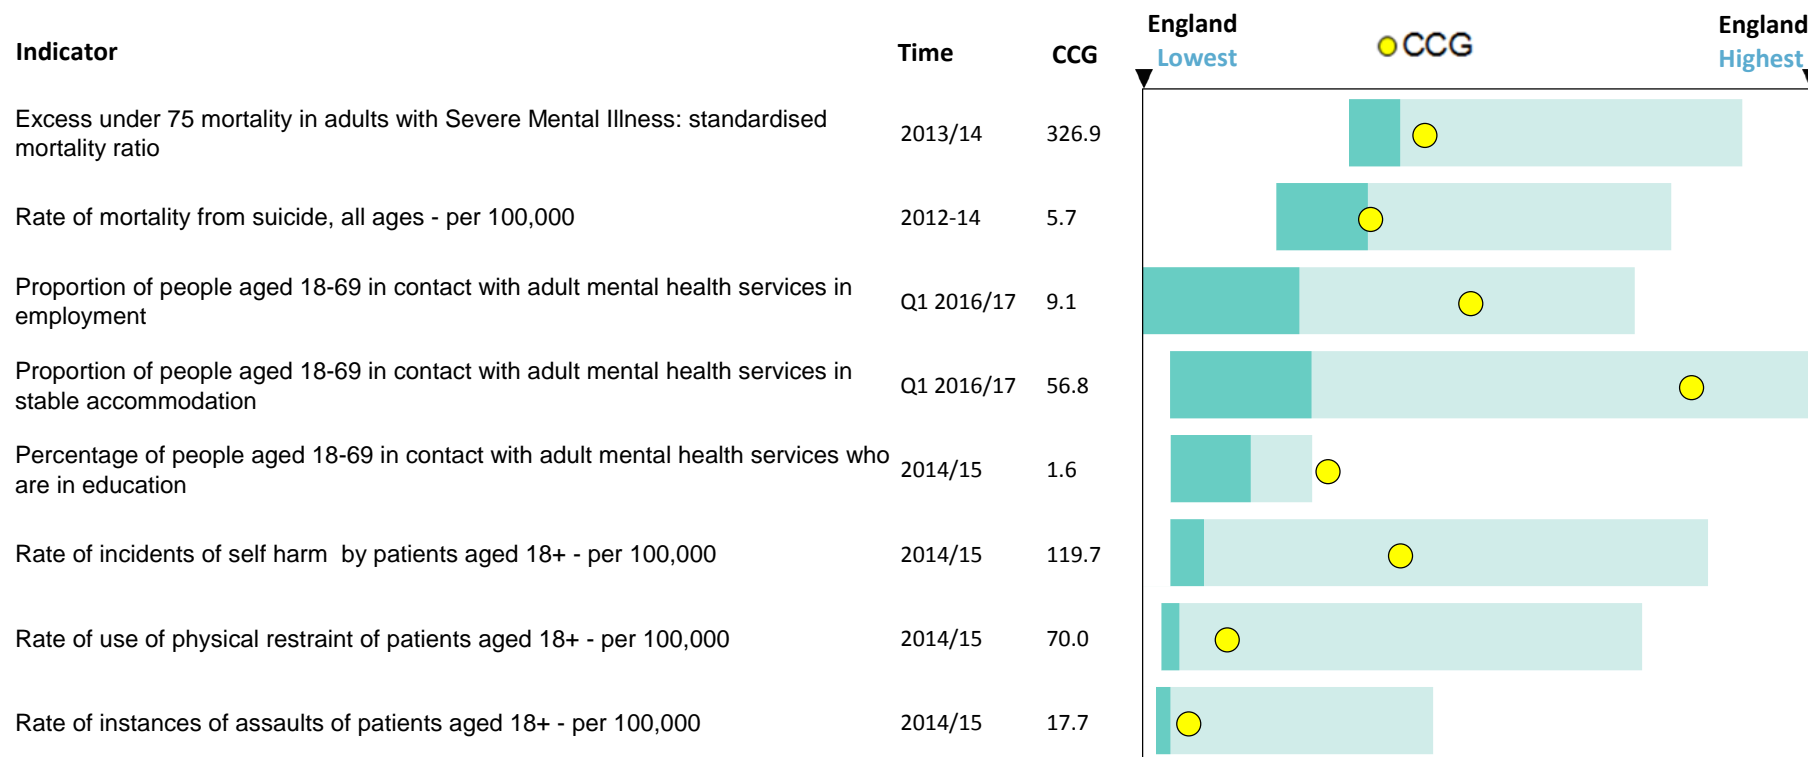 England England
Indicator Time CCG Lowest CCG Highest
Excess under 75 mortality in adults with Severe Mental Illness: standardised
mortality ratio 2013/14 326.9
Rate of mortality from suicide, all ages - per 100,000 2012-14 5.7
Proportion of people aged 18-69 in contact with adult mental health services in
employment Q1 2016/17 9.1
Proportion of people aged 18-69 in contact with adult mental health services in
stable accommodation Q1 2016/17 56.8
Percentage of people aged 18-69 in contact with adult mental health services who
are in education 2014/15 1.6
Rate of incidents of self harm  by patients aged 18+ - per 100,000 2014/15 119.7
Rate of use of physical restraint of patients aged 18+ - per 100,000 2014/15 70.0
Rate of instances of assaults of patients aged 18+ - per 100,000 2014/15 17.7